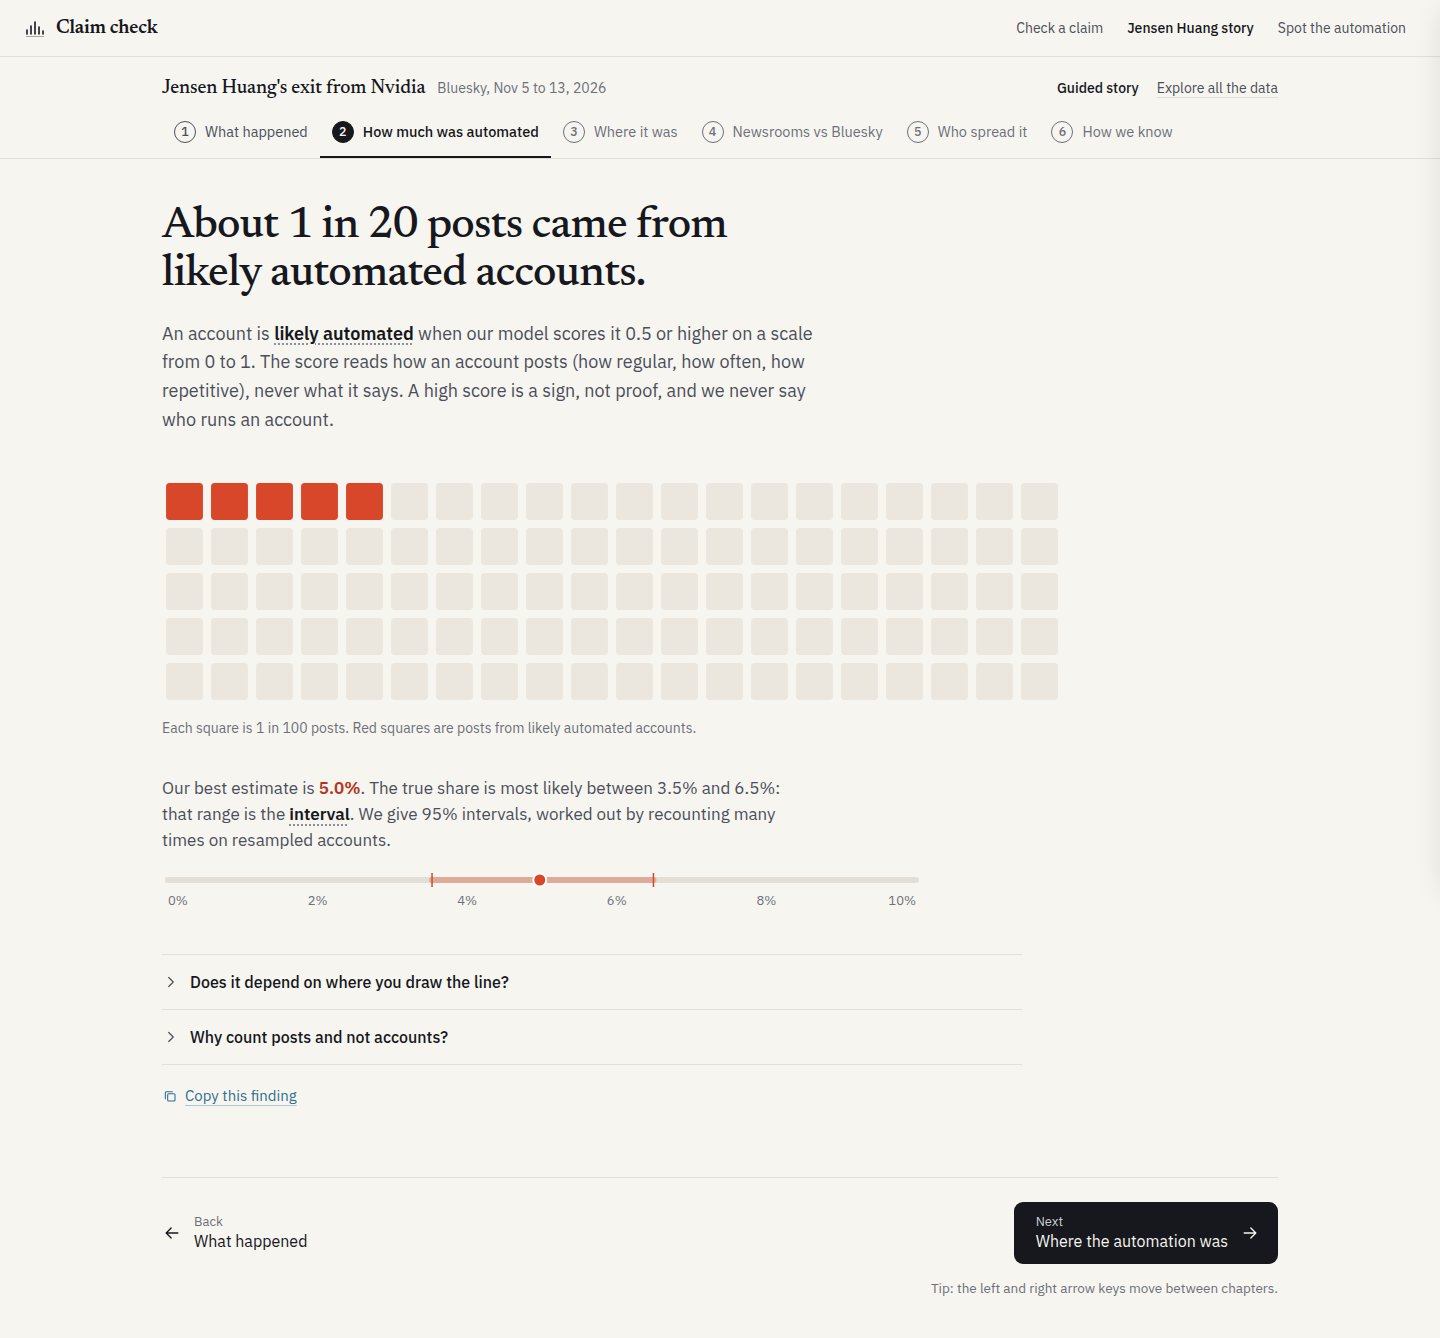 Claim check
Check a claim
Jensen Huang story
Spot the automation
Jensen Huang's exit from Nvidia
Bluesky, Nov 5 to 13, 2026
Guided story
Explore all the data
1 What happened
2 How much was automated
3 Where it was
4 Newsrooms vs Bluesky
5 Who spread it
6 How we know
About 1 in 20 posts came from
likely automated accounts.
An account is likely automated when our model scores it 0.5 or higher on a scale
from 0 to 1. The score reads how an account posts (how regular, how often, how
repetitive), never what it says. A high score is a sign, not proof, and we never say
who runs an account.
Each square is 1 in 100 posts. Red squares are posts from likely automated accounts.
Our best estimate is 5.0%. The true share is most likely between 3.5% and 6.5%:
that range is the interval. We give 95% intervals, worked out by recounting many
times on resampled accounts.
0% 2% 4% 6% 8% 10%
Does it depend on where you draw the line?
Why count posts and not accounts?
Copy this finding
Back
What happened
Next
Where the automation was
Tip: the left and right arrow keys move between chapters.